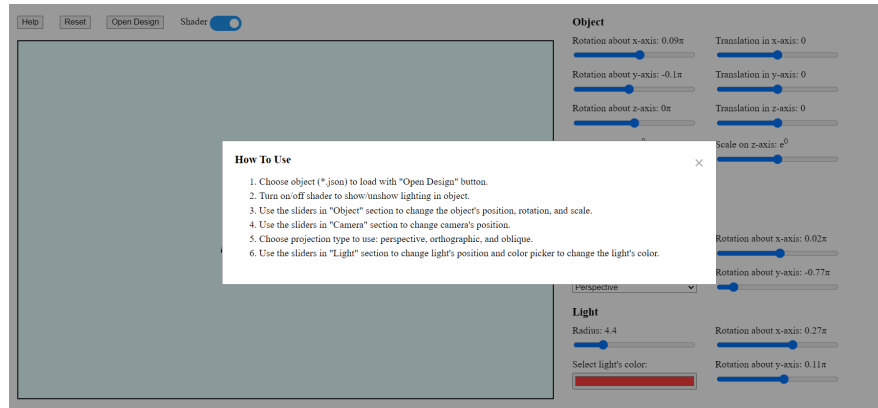 Help Reset Open Design Shader
Object
Rotation about x-axis: 0.09π Translation in x-axis: 0
Rotation about y-axis: -0.1π Translation in y-axis: 0
Rotation about z-axis: 0π Translation in z-axis: 0
Scale on z-axis: e^0
How To Use
×
1. Choose object (*.json) to load with "Open Design" button.
2. Turn on/off shader to show/unshow lighting in object.
3. Use the sliders in "Object" section to change the object's position, rotation, and scale.
4. Use the sliders in "Camera" section to change camera's position.
5. Choose projection type to use: perspective, orthographic, and oblique.
6. Use the sliders in "Light" section to change light's position and color picker to change the light's color.
Rotation about x-axis: 0.02π
Rotation about y-axis: -0.77π
Perspective
Light
Radius: 4.4 Rotation about x-axis: 0.27π
Select light's color: Rotation about y-axis: 0.11π